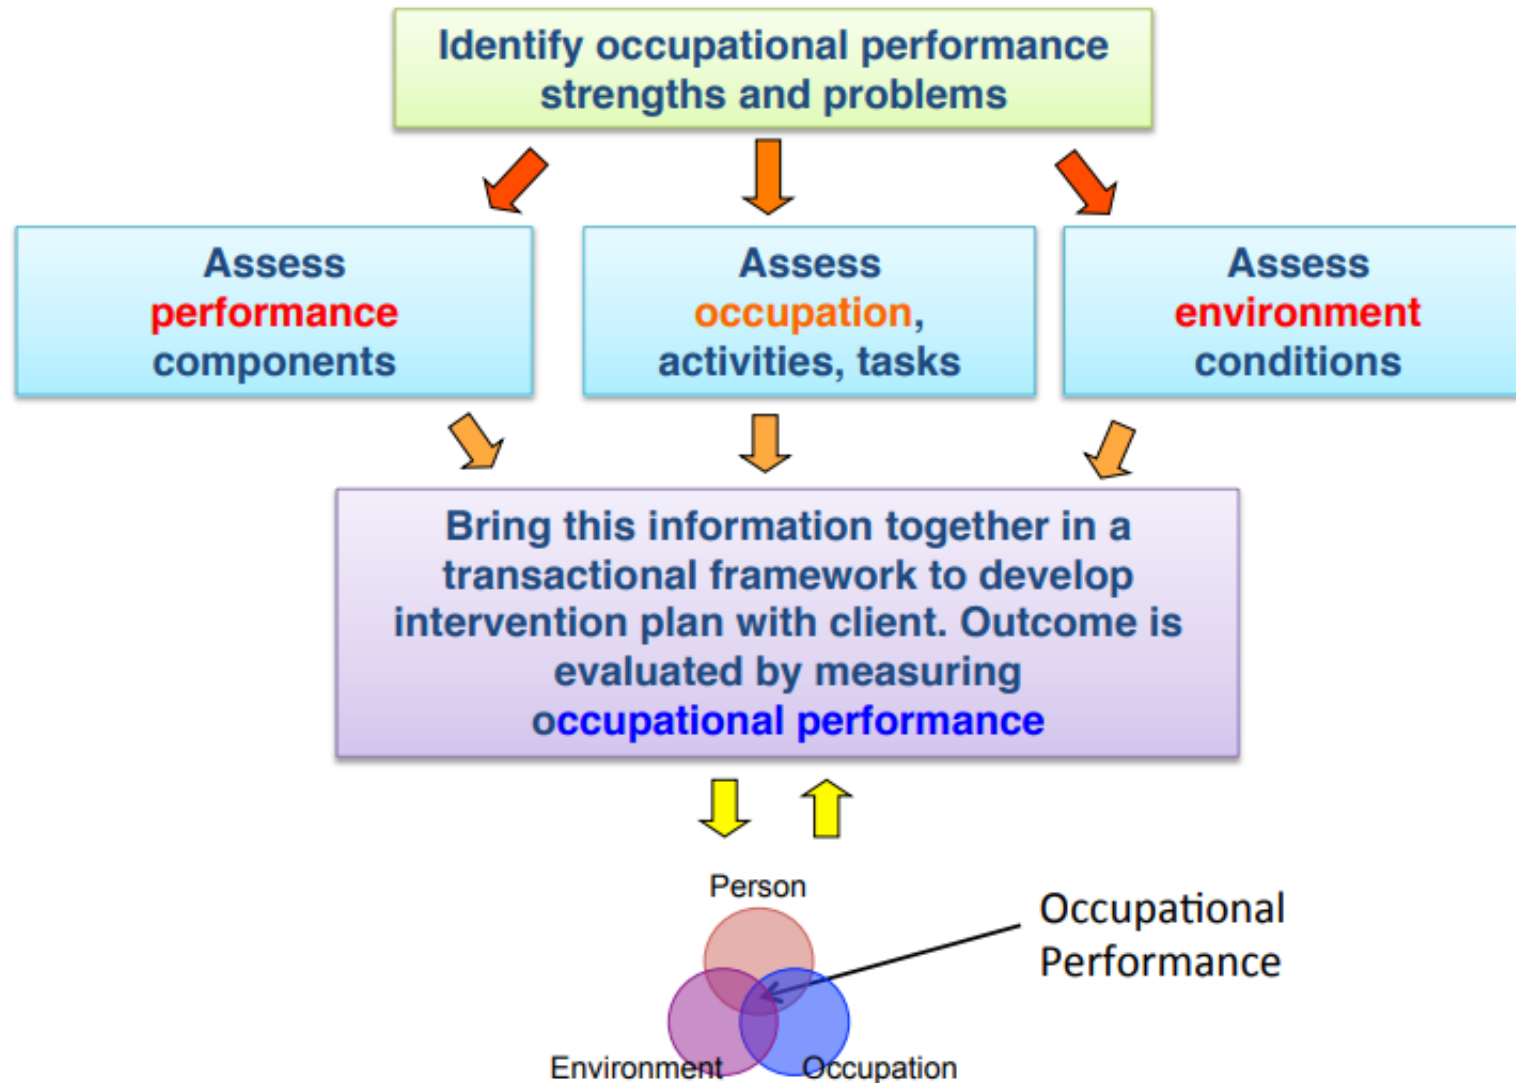 Identify occupational performance
strengths and problems
Assess
performance
components
Assess
occupation,
activities, tasks
Assess
environment
conditions
Bring this information together in a
transactional framework to develop
intervention plan with client. Outcome is
evaluated by measuring
occupational performance
Person
Occupational
Performance
Environment
Occupation